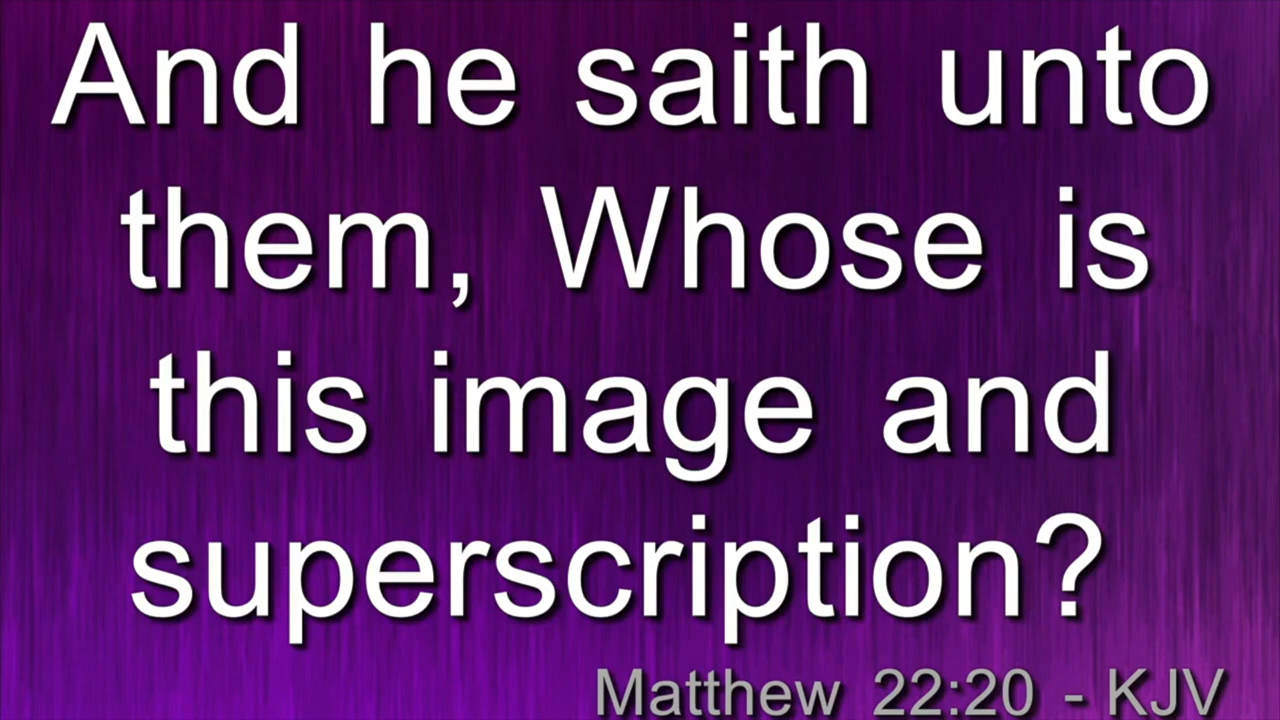 And he saith unto
them, Whose is
this image and
superscription?
Matthew 22:20 - KJV